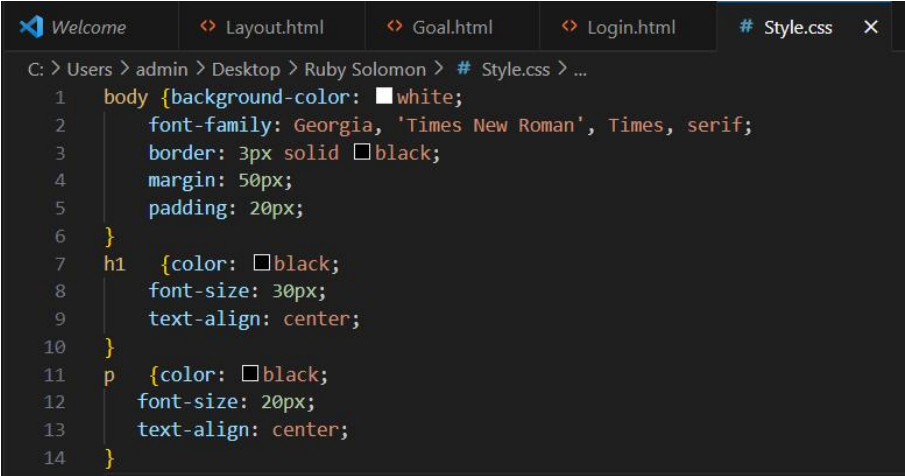 Welcome Layout.html Goal.html Login.html # Style.css
C: > Users > admin > Desktop > Ruby Solomon > # Style.css > ...
1 body {background-color: white;
2 font-family: Georgia, 'Times New Roman', Times, serif;
3 border: 3px solid black;
4 margin: 50px;
5 padding: 20px;
6 }
7 h1 {color: black;
8 font-size: 30px;
9 text-align: center;
10 }
11 p {color: black;
12 font-size: 20px;
13 text-align: center;
14 }